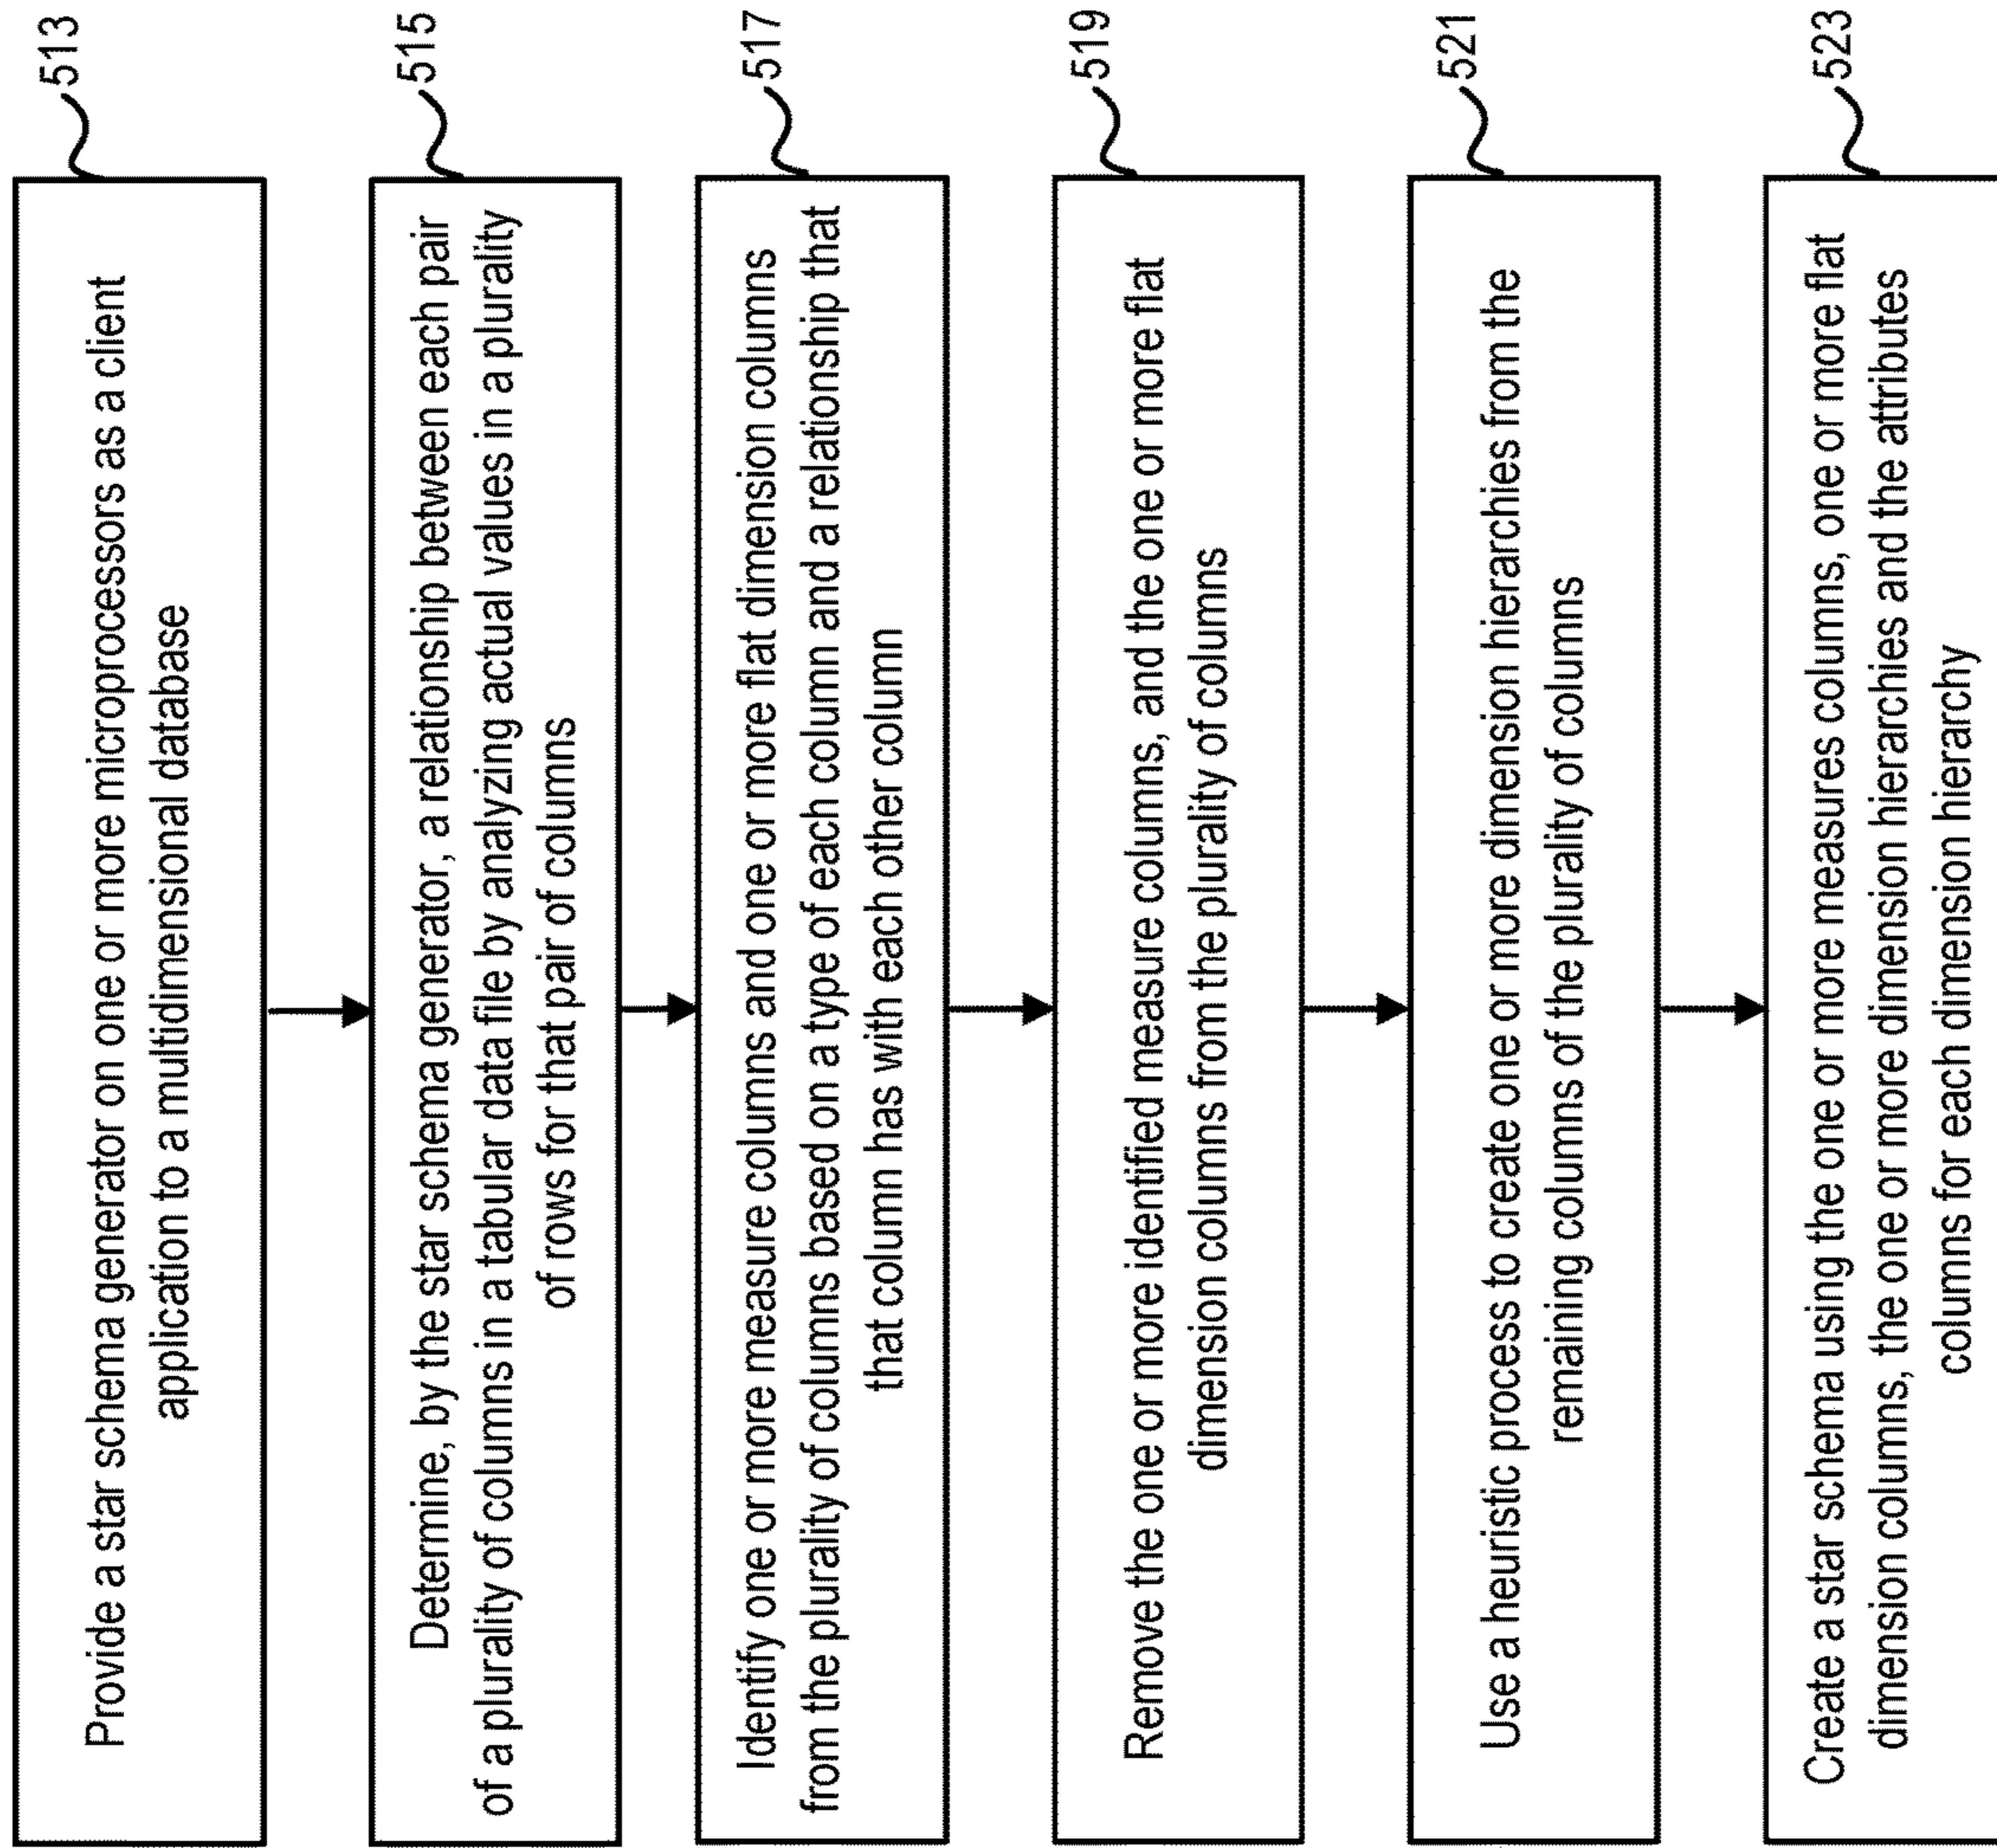 Provide a star schema generator on one or more microprocessors as a client
application to a multidimensional database
513
Determine, by the star schema generator, a relationship between each pair
of a plurality of columns in a tabular data file by analyzing actual values in a plurality
of rows for that pair of columns
515
Identify one or more measure columns and one or more flat dimension columns
from the plurality of columns based on a type of each column and a relationship that
that column has with each other column
517
Remove the one or more identified measure columns, and the one or more flat
dimension columns from the plurality of columns
519
Use a heuristic process to create one or more dimension hierarchies from the
remaining columns of the plurality of columns
521
Create a star schema using the one or more measures columns, one or more flat
dimension columns, the one or more dimension hierarchies and the attributes
columns for each dimension hierarchy
523